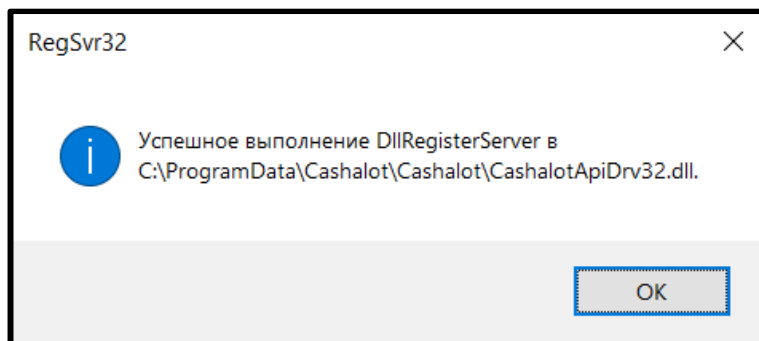 RegSvr32
Успешное выполнение DllRegisterServer в
C:\ProgramData\Cashalot\Cashalot\CashalotApiDrv32.dll.
OK